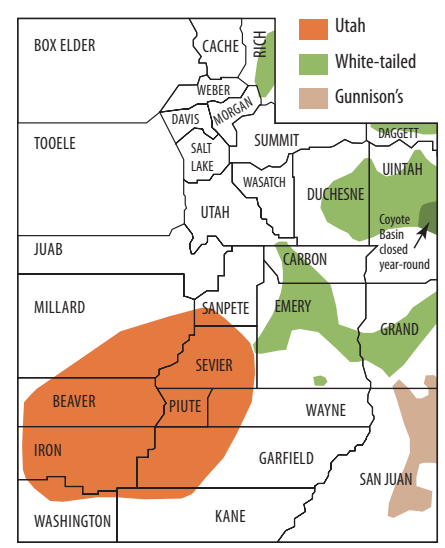 Utah
White-tailed
Gunnison's
BOX ELDER
CACHE
RICH
WEBER
DAVIS
MORGAN
TOOELE
SALT
LAKE
SUMMIT
DAGGETT
UINTAH
WASATCH
DUCHESNE
UTAH
Coyote
Basin
closed
year-round
JUAB
CARBON
MILLARD
SANPETE
EMERY
GRAND
SEVIER
BEAVER
PIUTE
WAYNE
IRON
GARFIELD
SAN JUAN
WASHINGTON
KANE